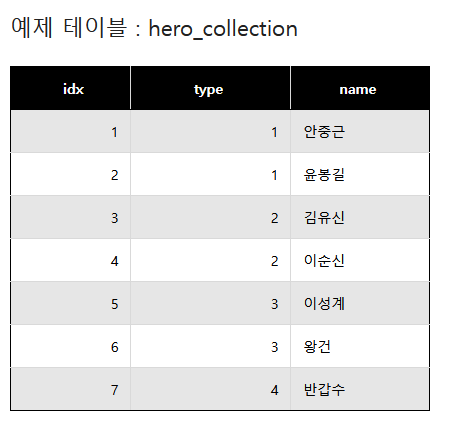 예제 테이블 : hero_collection
idx type name
1 1 안중근
2 1 윤봉길
3 2 김유신
4 2 이순신
5 3 이성계
6 3 왕건
7 4 반갑수